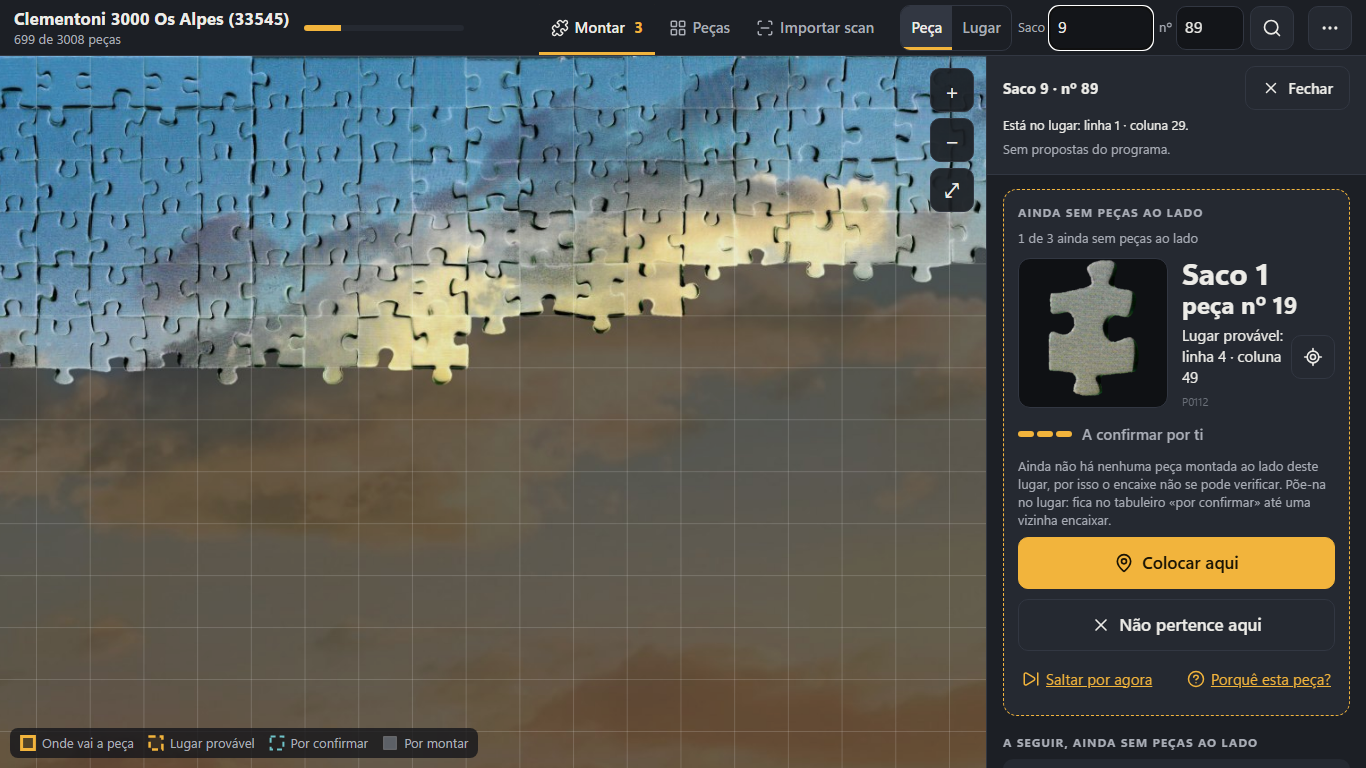 Clementoni 3000 Os Alpes (33545)
699 de 3008 peças
Montar 3
Peças
Importar scan
Peça
Lugar
Saco 9
nº 89
Saco 9 · nº 89
Fechar
Está no lugar: linha 1 · coluna 29.
Sem propostas do programa.
AINDA SEM PEÇAS AO LADO
1 de 3 ainda sem peças ao lado
Saco 1
peça nº 19
Lugar provável:
linha 4 · coluna
49
P0112
A confirmar por ti
Ainda não há nenhuma peça montada ao lado deste
lugar, por isso o encaixe não se pode verificar. Põe-na
no lugar: fica no tabuleiro «por confirmar» até uma
vizinha encaixar.
Colocar aqui
Não pertence aqui
Saltar por agora
Porquê esta peça?
A SEGUIR, AINDA SEM PEÇAS AO LADO
Onde vai a peça
Lugar provável
Por confirmar
Por montar